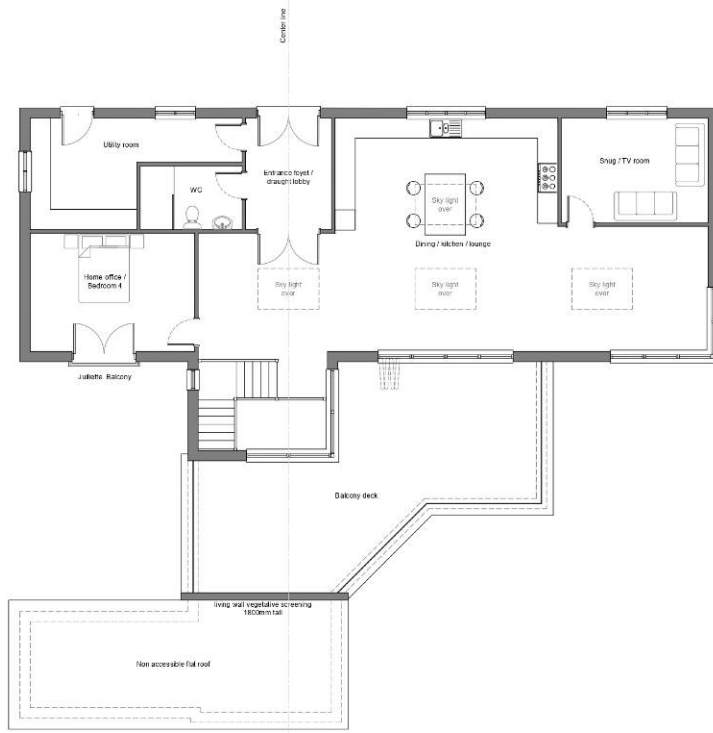 Center line
Utility room
Snug / TV room
Entrance foyet /
draught lobby
WC
Sky light
over
Dining / kitchen / lounge
Home office /
Bedroom 4
Sky light
over
Sky light
over
Sky light
over
Juillette Balcony
Balcony deck
living wall vegetative screening
1800mm tall
Non accessible flat roof